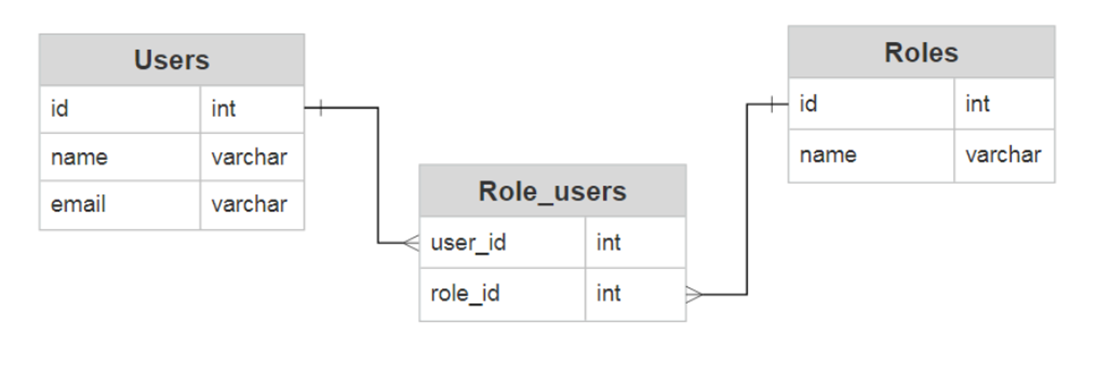 Users
id int
name varchar
email varchar
Role_users
user_id int
role_id int
Roles
id int
name varchar